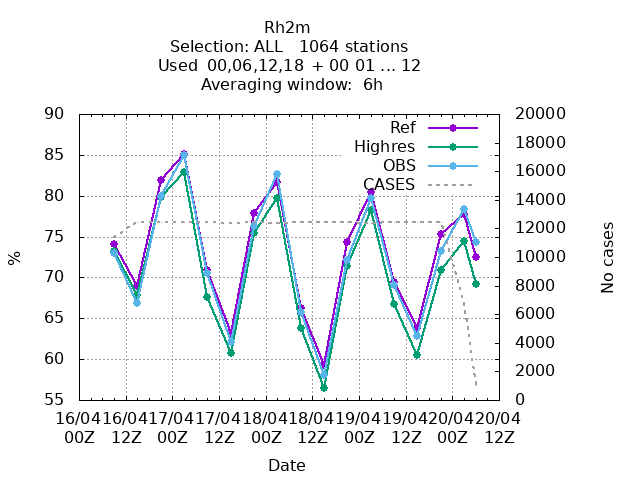 Rh2m
Selection: ALL   1064 stations
Used  00,06,12,18  + 00 01 ... 12
Averaging window:  6h
90
85
80
75
70
65
60
55
20000
18000
16000
14000
12000
10000
8000
6000
4000
2000
0
Ref
Highres
OBS
CASES
%
No cases
16/04 16/04 17/04 17/04 18/04 18/04 19/04 19/04 20/04 20/04
00Z 12Z 00Z 12Z 00Z 12Z 00Z 12Z 00Z 12Z
Date